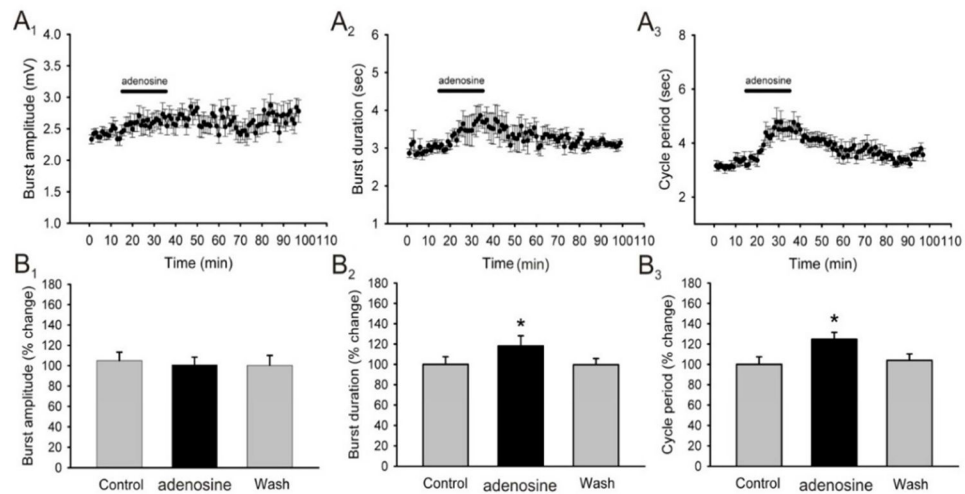 A1
Burst amplitude (mV)
4.0
3.5
3.0
2.5
2.0
1.5
1.0
adenosine
0 10 20 30 40 50 60 70 80 90 100110
Time (min)
A2
Burst duration (sec)
6
5
4
3
2
1
adenosine
0 10 20 30 40 50 60 70 80 90 100 110
Time (min)
A3
Cycle period (sec)
8
6
4
2
adenosine
0 10 20 30 40 50 60 70 80 90 100 110
Time (min)
B1
Burst amplitude (% change)
180
160
140
120
100
80
60
40
20
0
Control adenosine Wash
B2
Burst duration (% change)
180
160
140
120
100
80
60
40
20
0
*
Control adenosine Wash
B3
Cycle period (% change)
180
160
140
120
100
80
60
40
20
0
*
Control adenosine Wash